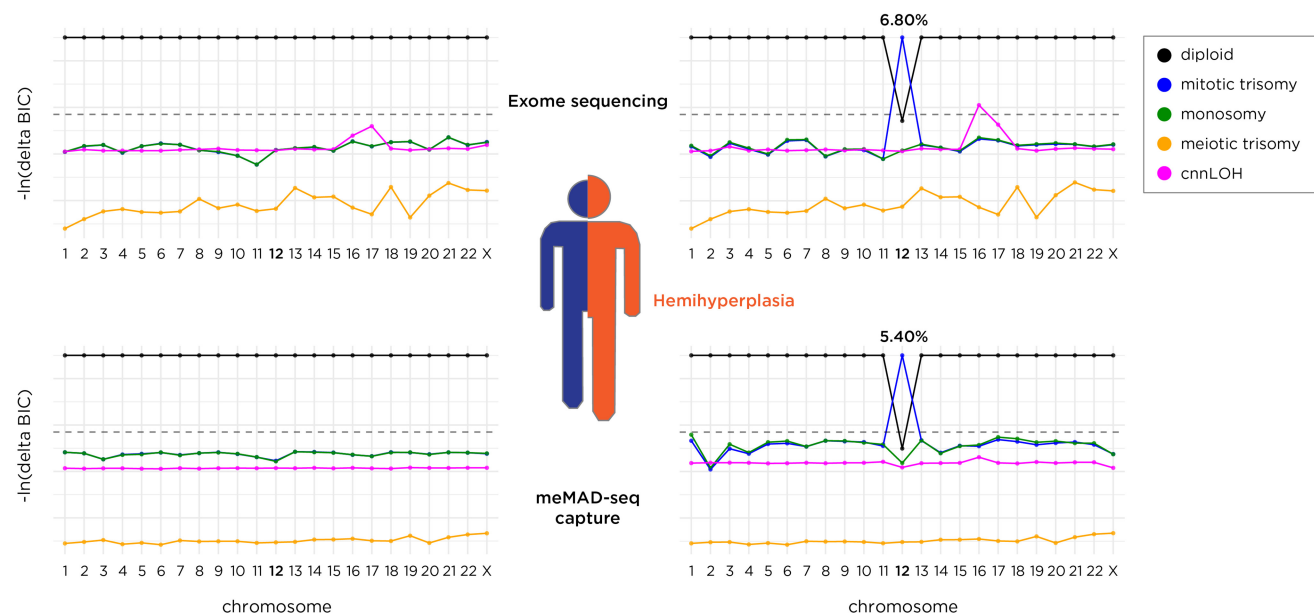 6.80%
diploid
mitotic trisomy
monosomy
meiotic trisomy
cnnLOH
-ln(delta BIC)
Exome sequencing
1 2 3 4 5 6 7 8 9 10 11 12 13 14 15 16 17 18 19 20 21 22 X
1 2 3 4 5 6 7 8 9 10 11 12 13 14 15 16 17 18 19 20 21 22 X
Hemihyperplasia
5.40%
-ln(delta BIC)
meMAD-seq
capture
1 2 3 4 5 6 7 8 9 10 11 12 13 14 15 16 17 18 19 20 21 22 X
1 2 3 4 5 6 7 8 9 10 11 12 13 14 15 16 17 18 19 20 21 22 X
chromosome
chromosome